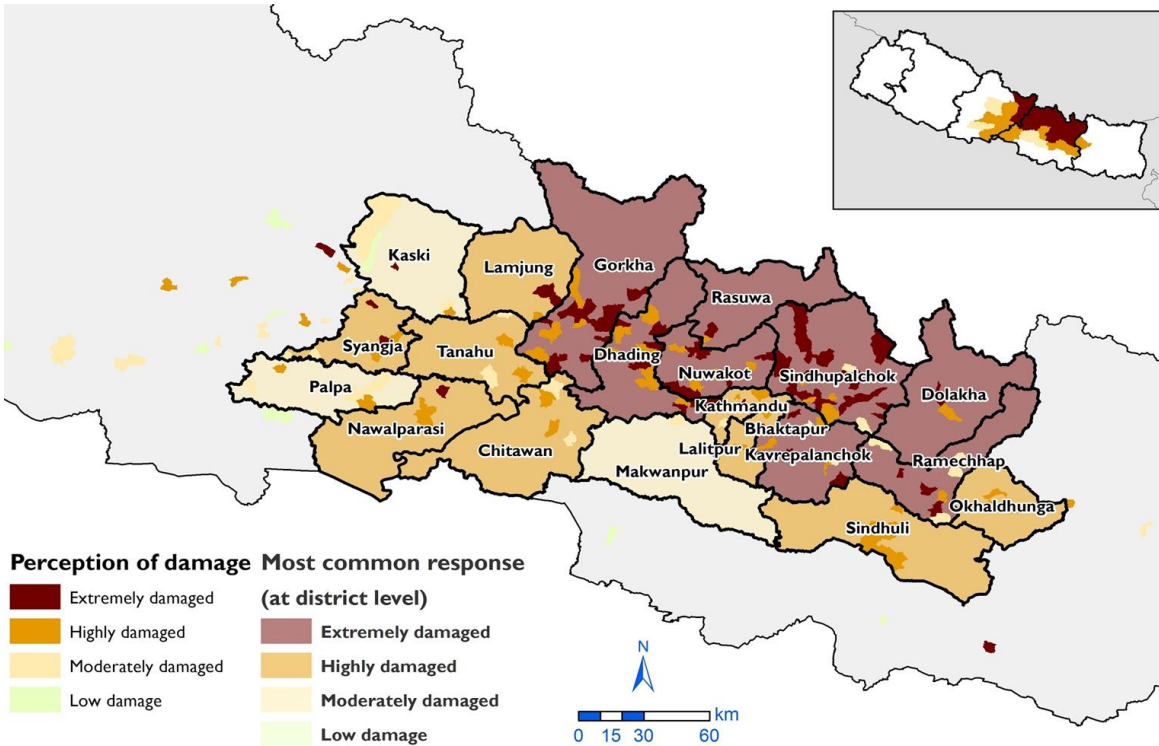 Kaski
Lamjung
Gorkha
Rasuwa
Syangja
Tanahu
Dhading
Nuwakot
Sindhupalchok
Palpa
Dolakha
Nawalparasi
Kathmandu
Bhaktapur
Chitawan
Lalitpur
Kavrepalanchok
Makwanpur
Ramechhap
Okhaldhunga
Sindhuli
Perception of damage
Extremely damaged
Highly damaged
Moderately damaged
Low damage
Most common response
(at district level)
Extremely damaged
Highly damaged
Moderately damaged
Low damage
N
km
0 15 30 60